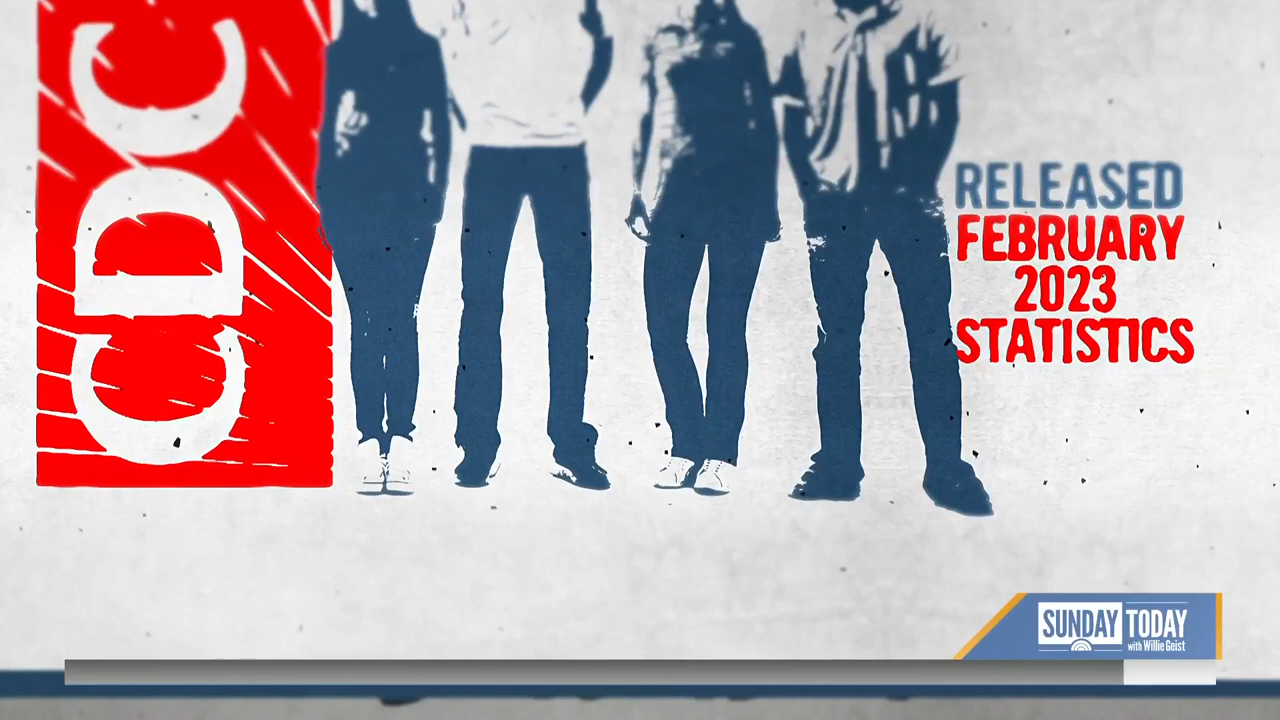 CDC
RELEASED
FEBRUARY
2023
STATISTICS
SUNDAY TODAY
with Willie Geist